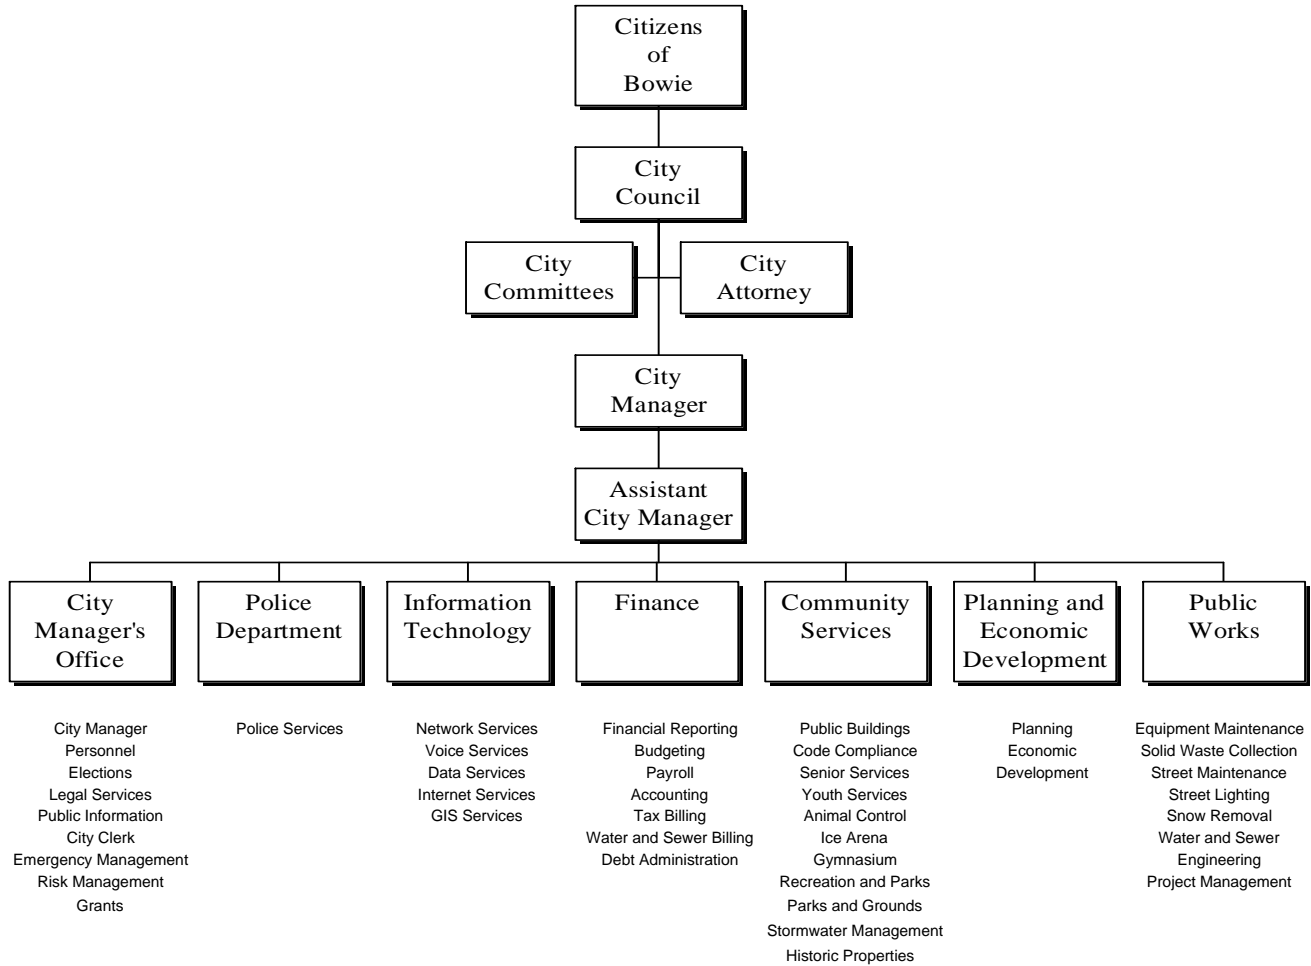 Citizens
of
Bowie
City
Council
City
Committees
City
Attorney
City
Manager
Assistant
City Manager
City
Manager's
Office
Police
Department
Information
Technology
Finance
Community
Services
Planning and
Economic
Development
Public
Works
City Manager
Personnel
Elections
Legal Services
Public Information
City Clerk
Emergency Management
Risk Management
Grants
Police Services
Network Services
Voice Services
Data Services
Internet Services
GIS Services
Financial Reporting
Budgeting
Payroll
Accounting
Tax Billing
Water and Sewer Billing
Debt Administration
Public Buildings
Code Compliance
Senior Services
Youth Services
Animal Control
Ice Arena
Gymnasium
Recreation and Parks
Parks and Grounds
Stormwater Management
Historic Properties
Planning
Economic
Development
Equipment Maintenance
Solid Waste Collection
Street Maintenance
Street Lighting
Snow Removal
Water and Sewer
Engineering
Project Management